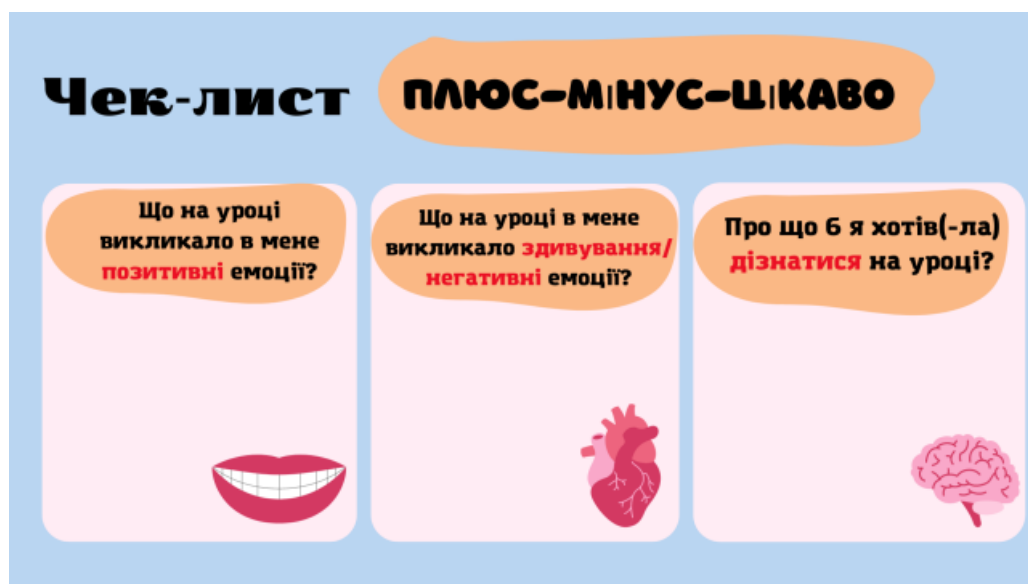 Чек-лист ПЛЮС-МІНУС-ЦІКАВО
Що на уроці
викликало в мене
позитивні емоції?
Що на уроці в мене
викликало здивування/
негативні емоції?
Про що б я хотів(-ла)
дізнатися на уроці?